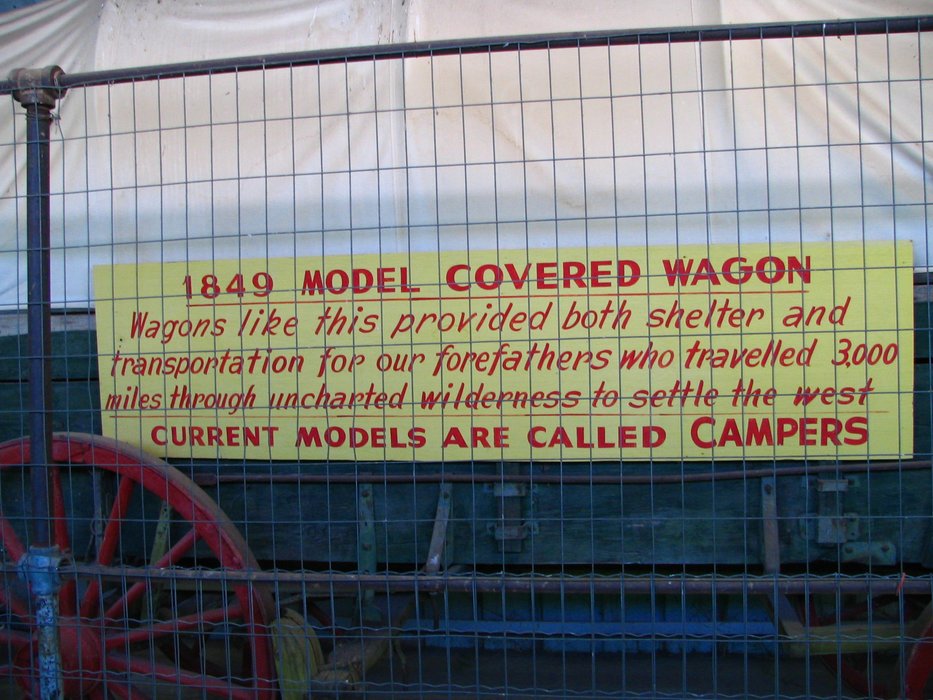 1849 MODEL COVERED WAGON
Wagons like this provided both shelter and
transportation for our forefathers who travelled 3,000
miles through uncharted wilderness to settle the west
CURRENT MODELS ARE CALLED CAMPERS